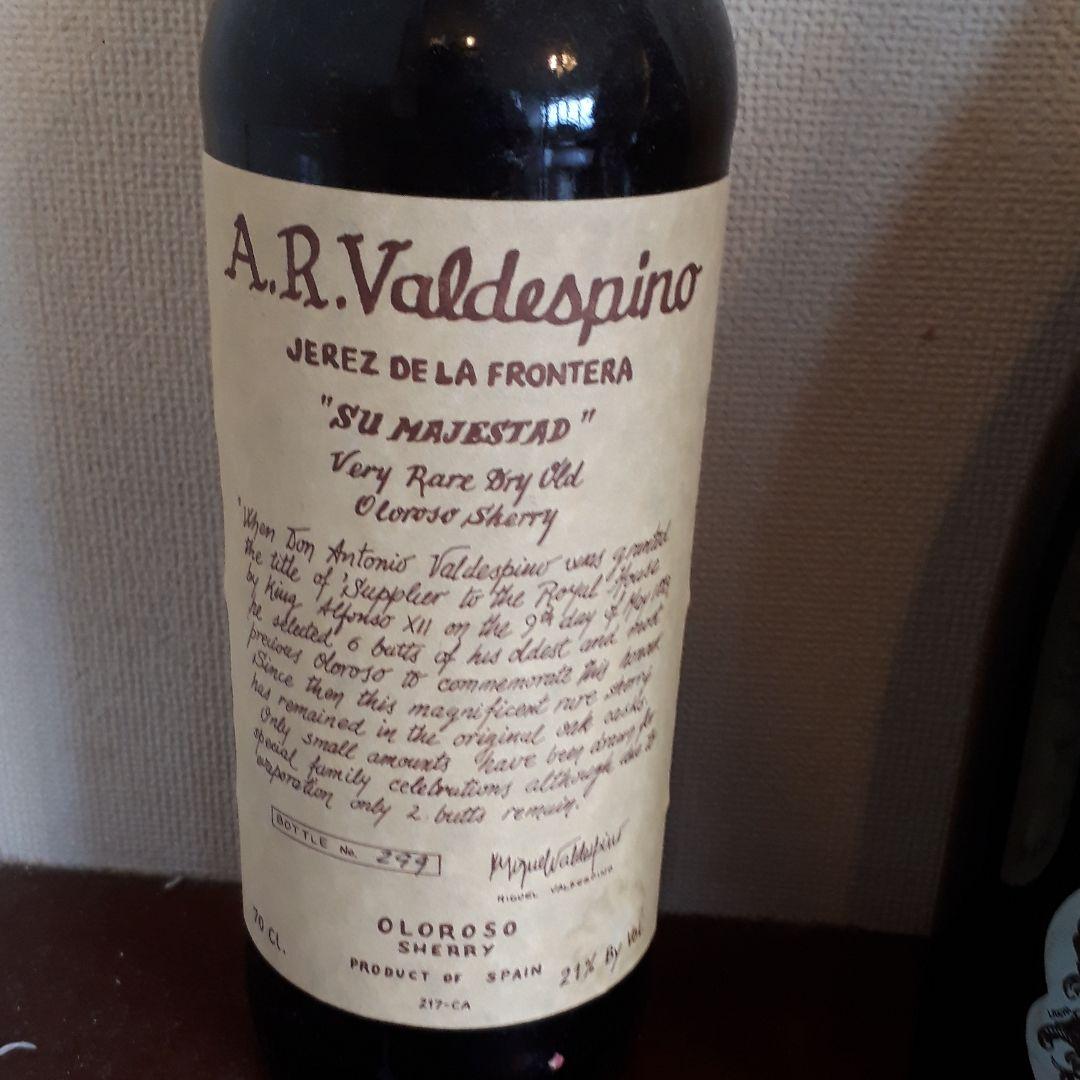 A.R. Valdespino
JEREZ DE LA FRONTERA
"SU MAJESTAD"
Very Rare Dry Old
Oloroso Sherry
'When Don Antonio Valdespino was granted
the title of 'Supplier to the Royal House
by King Alfonso XII on the 9th day of May
he selected 6 butts of his oldest and most
precious Oloroso to commemorate this honour
Since then this magnificent rare sherry
has remained in the original oak casks.
Only small amounts have been drawn for
special family celebrations although due to
evaporation only 2 butts remain.
BOTTLE No. 299
Miguel Valdespino
MIGUEL VALDESPINO
70 Cl.
OLOROSO
SHERRY
PRODUCT OF SPAIN
21% By Vol.
217-CA